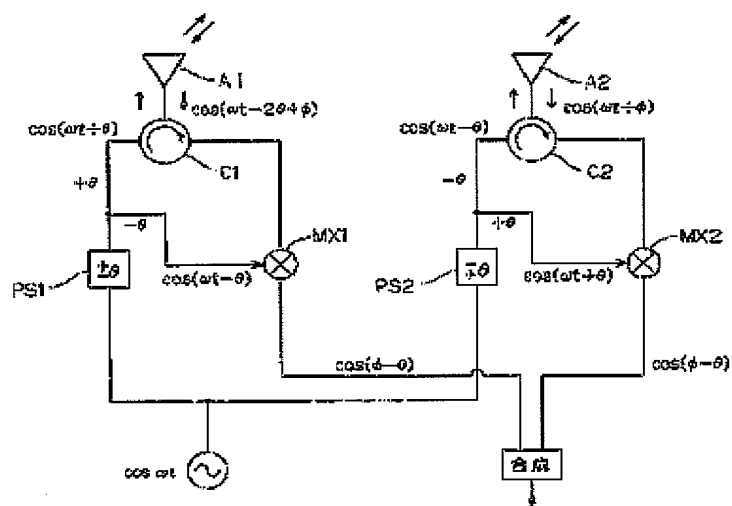 A1
A2
cos(ωt-2θ+φ)
cos(ωt+φ)
cos(ωt+θ)
cos(ωt-θ)
C1
C2
+θ
-θ
-θ
+θ
MX1
MX2
PS1
±θ
cos(ωt-θ)
PS2
∓θ
cos(ωt+θ)
cos(φ-θ)
cos(φ-θ)
cos ωt
合成